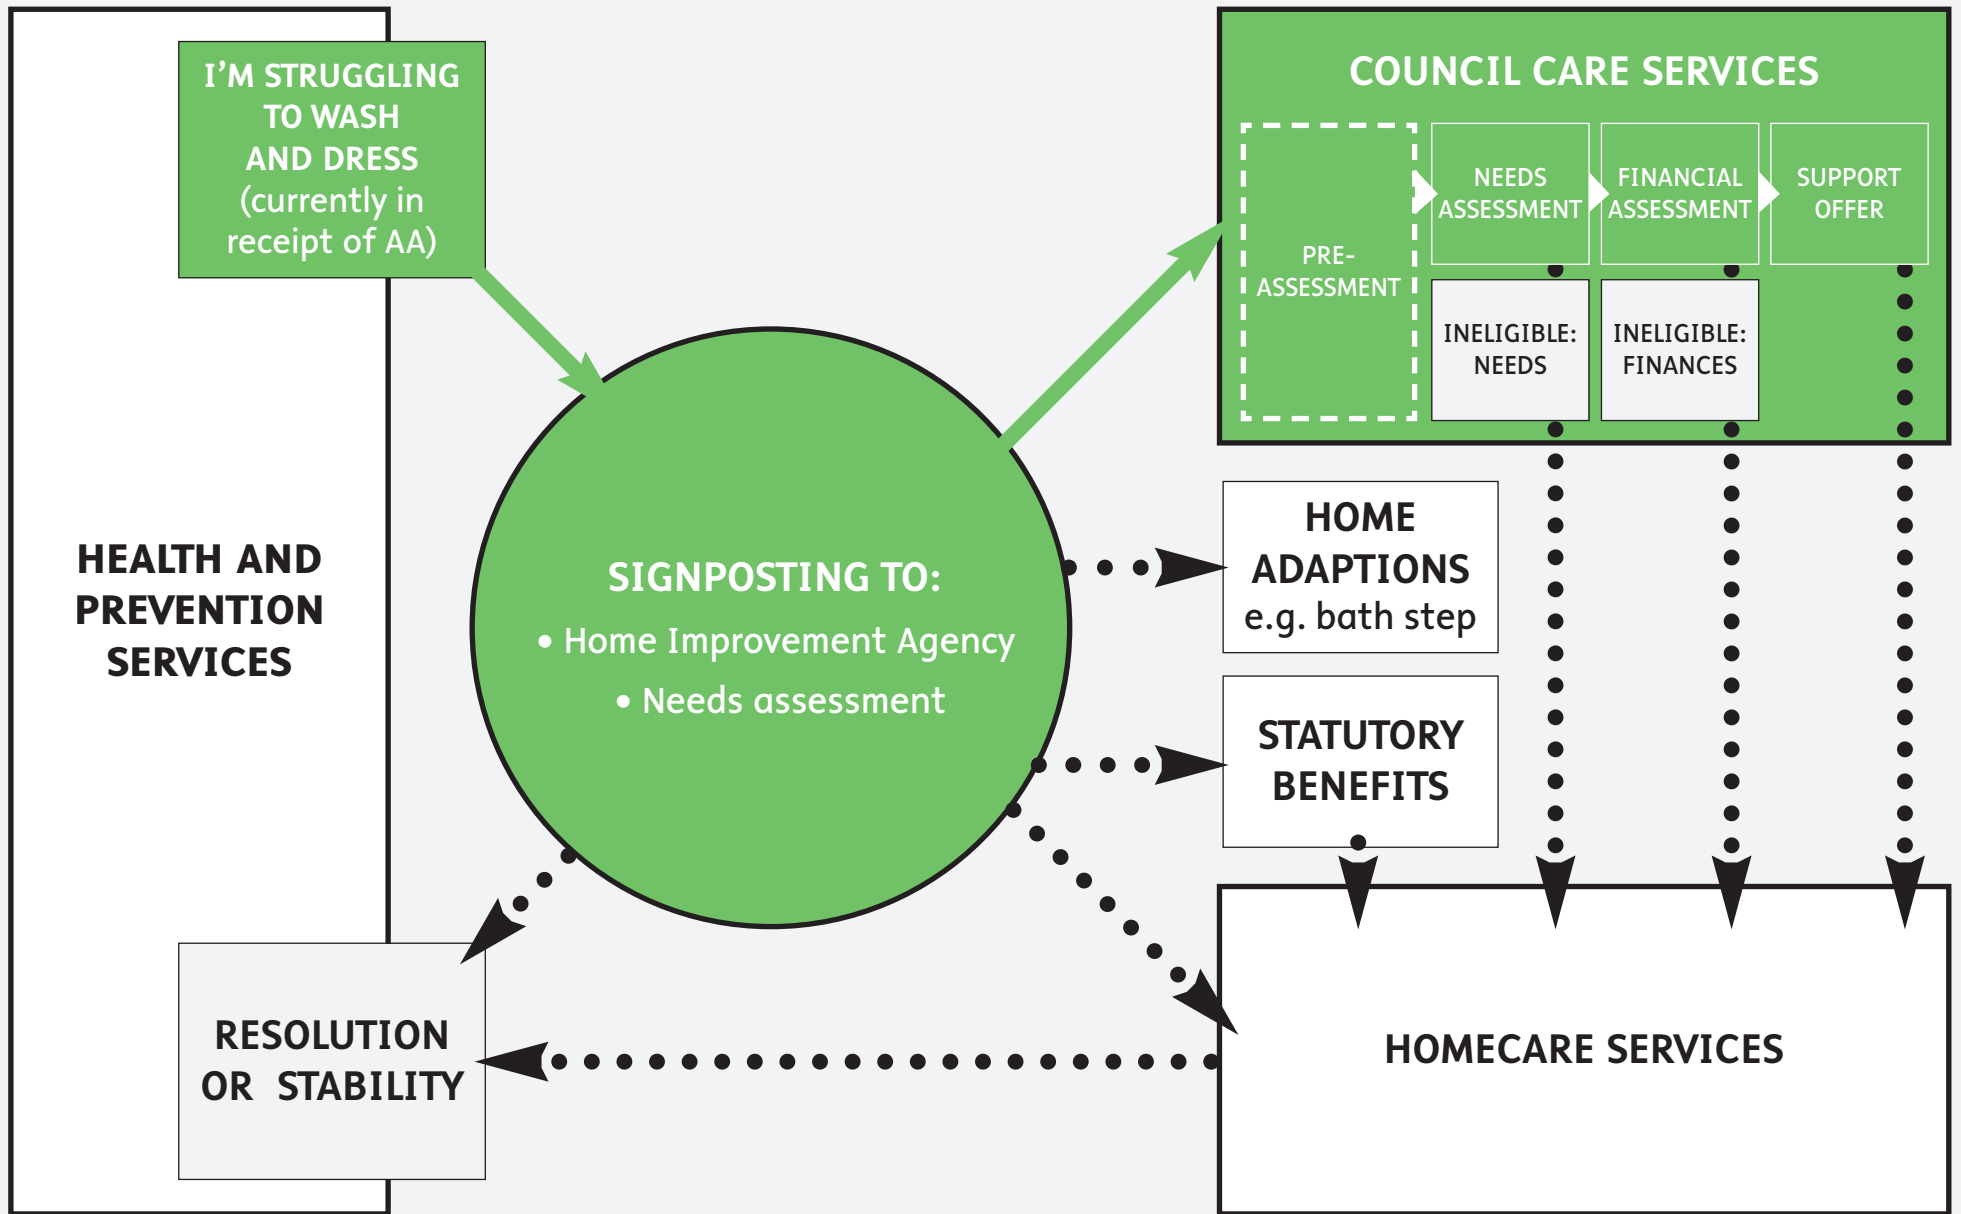 I’M STRUGGLING
TO WASH
AND DRESS
(currently in
receipt of AA)
HEALTH AND
PREVENTION
SERVICES
SIGNPOSTING TO:
• Home Improvement Agency
• Needs assessment
COUNCIL CARE SERVICES
PRE-
ASSESSMENT
NEEDS
ASSESSMENT
FINANCIAL
ASSESSMENT
SUPPORT
OFFER
INELIGIBLE:
NEEDS
INELIGIBLE:
FINANCES
HOME
ADAPTIONS
e.g. bath step
STATUTORY
BENEFITS
RESOLUTION
OR STABILITY
HOMECARE SERVICES